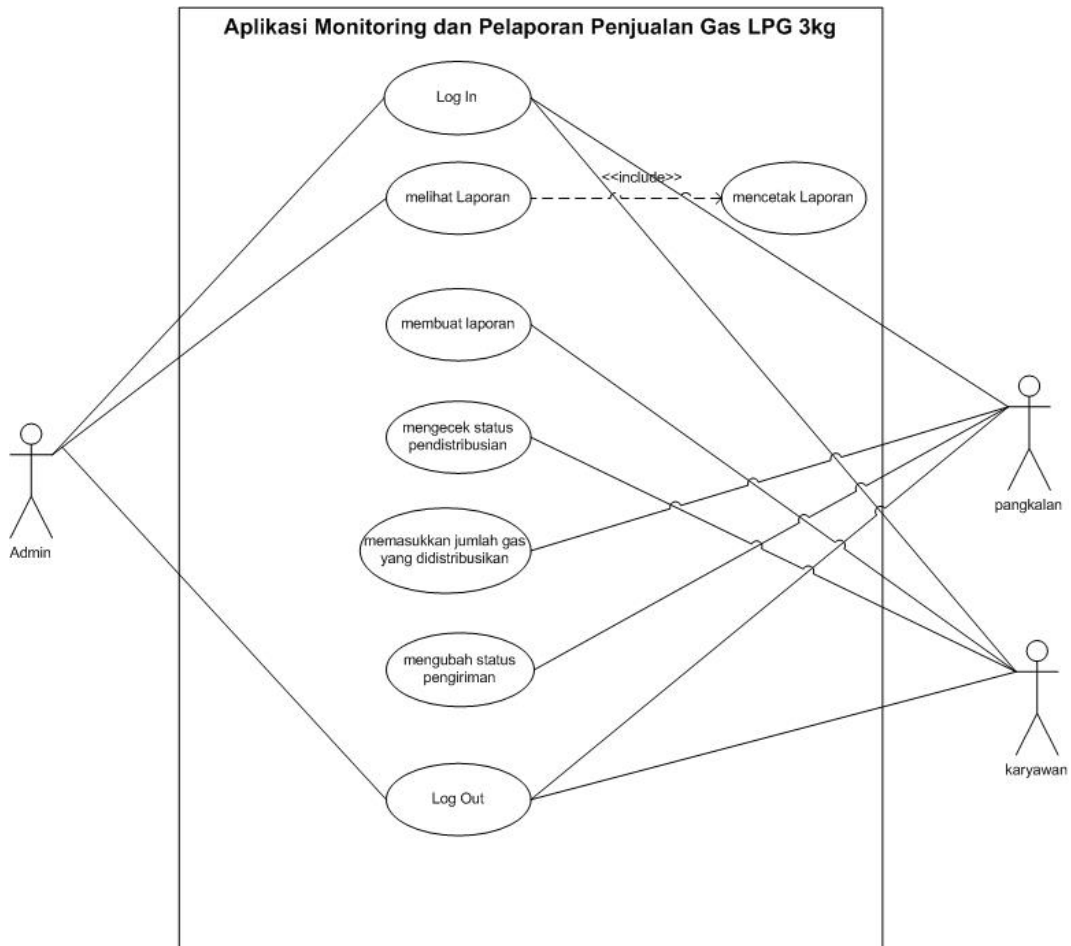 Aplikasi Monitoring dan Pelaporan Penjualan Gas LPG 3kg
Log In
<<include>>
melihat Laporan
mencetak Laporan
membuat laporan
mengecek status
pendistribusian
memasukkan jumlah gas
yang didistribusikan
mengubah status
pengiriman
Log Out
Admin
pangkalan
karyawan